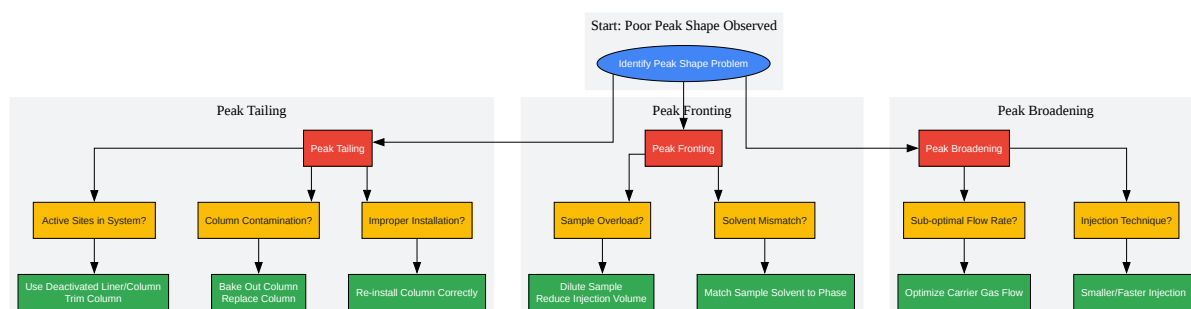 Start: Poor Peak Shape Observed
Identify Peak Shape Problem
Peak Tailing
Peak Fronting
Peak Broadening
Peak Tailing
Peak Fronting
Peak Broadening
Active Sites in System?
Column Contamination?
Improper Installation?
Sample Overload?
Solvent Mismatch?
Sub-optimal Flow Rate?
Injection Technique?
Use Deactivated Liner/Column
Trim Column
Bake Out Column
Replace Column
Re-install Column Correctly
Dilute Sample
Reduce Injection Volume
Match Sample Solvent to Phase
Optimize Carrier Gas Flow
Smaller/Faster Injection